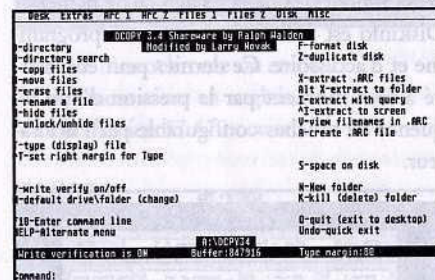 Desk Extras Arc 1 Arc 2 Files 1 Files 2 Disk Misc
DCOPY 3.4 Shareware by Ralph Walden
Modified by Larry Novak
-directory
-directory search
-copy files
-move files
-erase files
-rename a file
-hide files
-unlock/unhide files
T-type (display) file
^T-set right margin for Type
-write verify on/off
-default drive\folder (change)
F10-Enter command line
HELP-Alternate menu
F-format disk
Z-duplicate disk
X-extract .ARC files
Alt X-extract to folder
I-extract with query
^I-extract to screen
V-view filenames in .ARC
A-create .ARC file
S-space on disk
N-New folder
K-kill (delete) folder
Q-quit (exit to desktop)
Undo-quick exit
A:\DCPY34
Write verification is ON Buffer:847916 Type margin:80
Command: